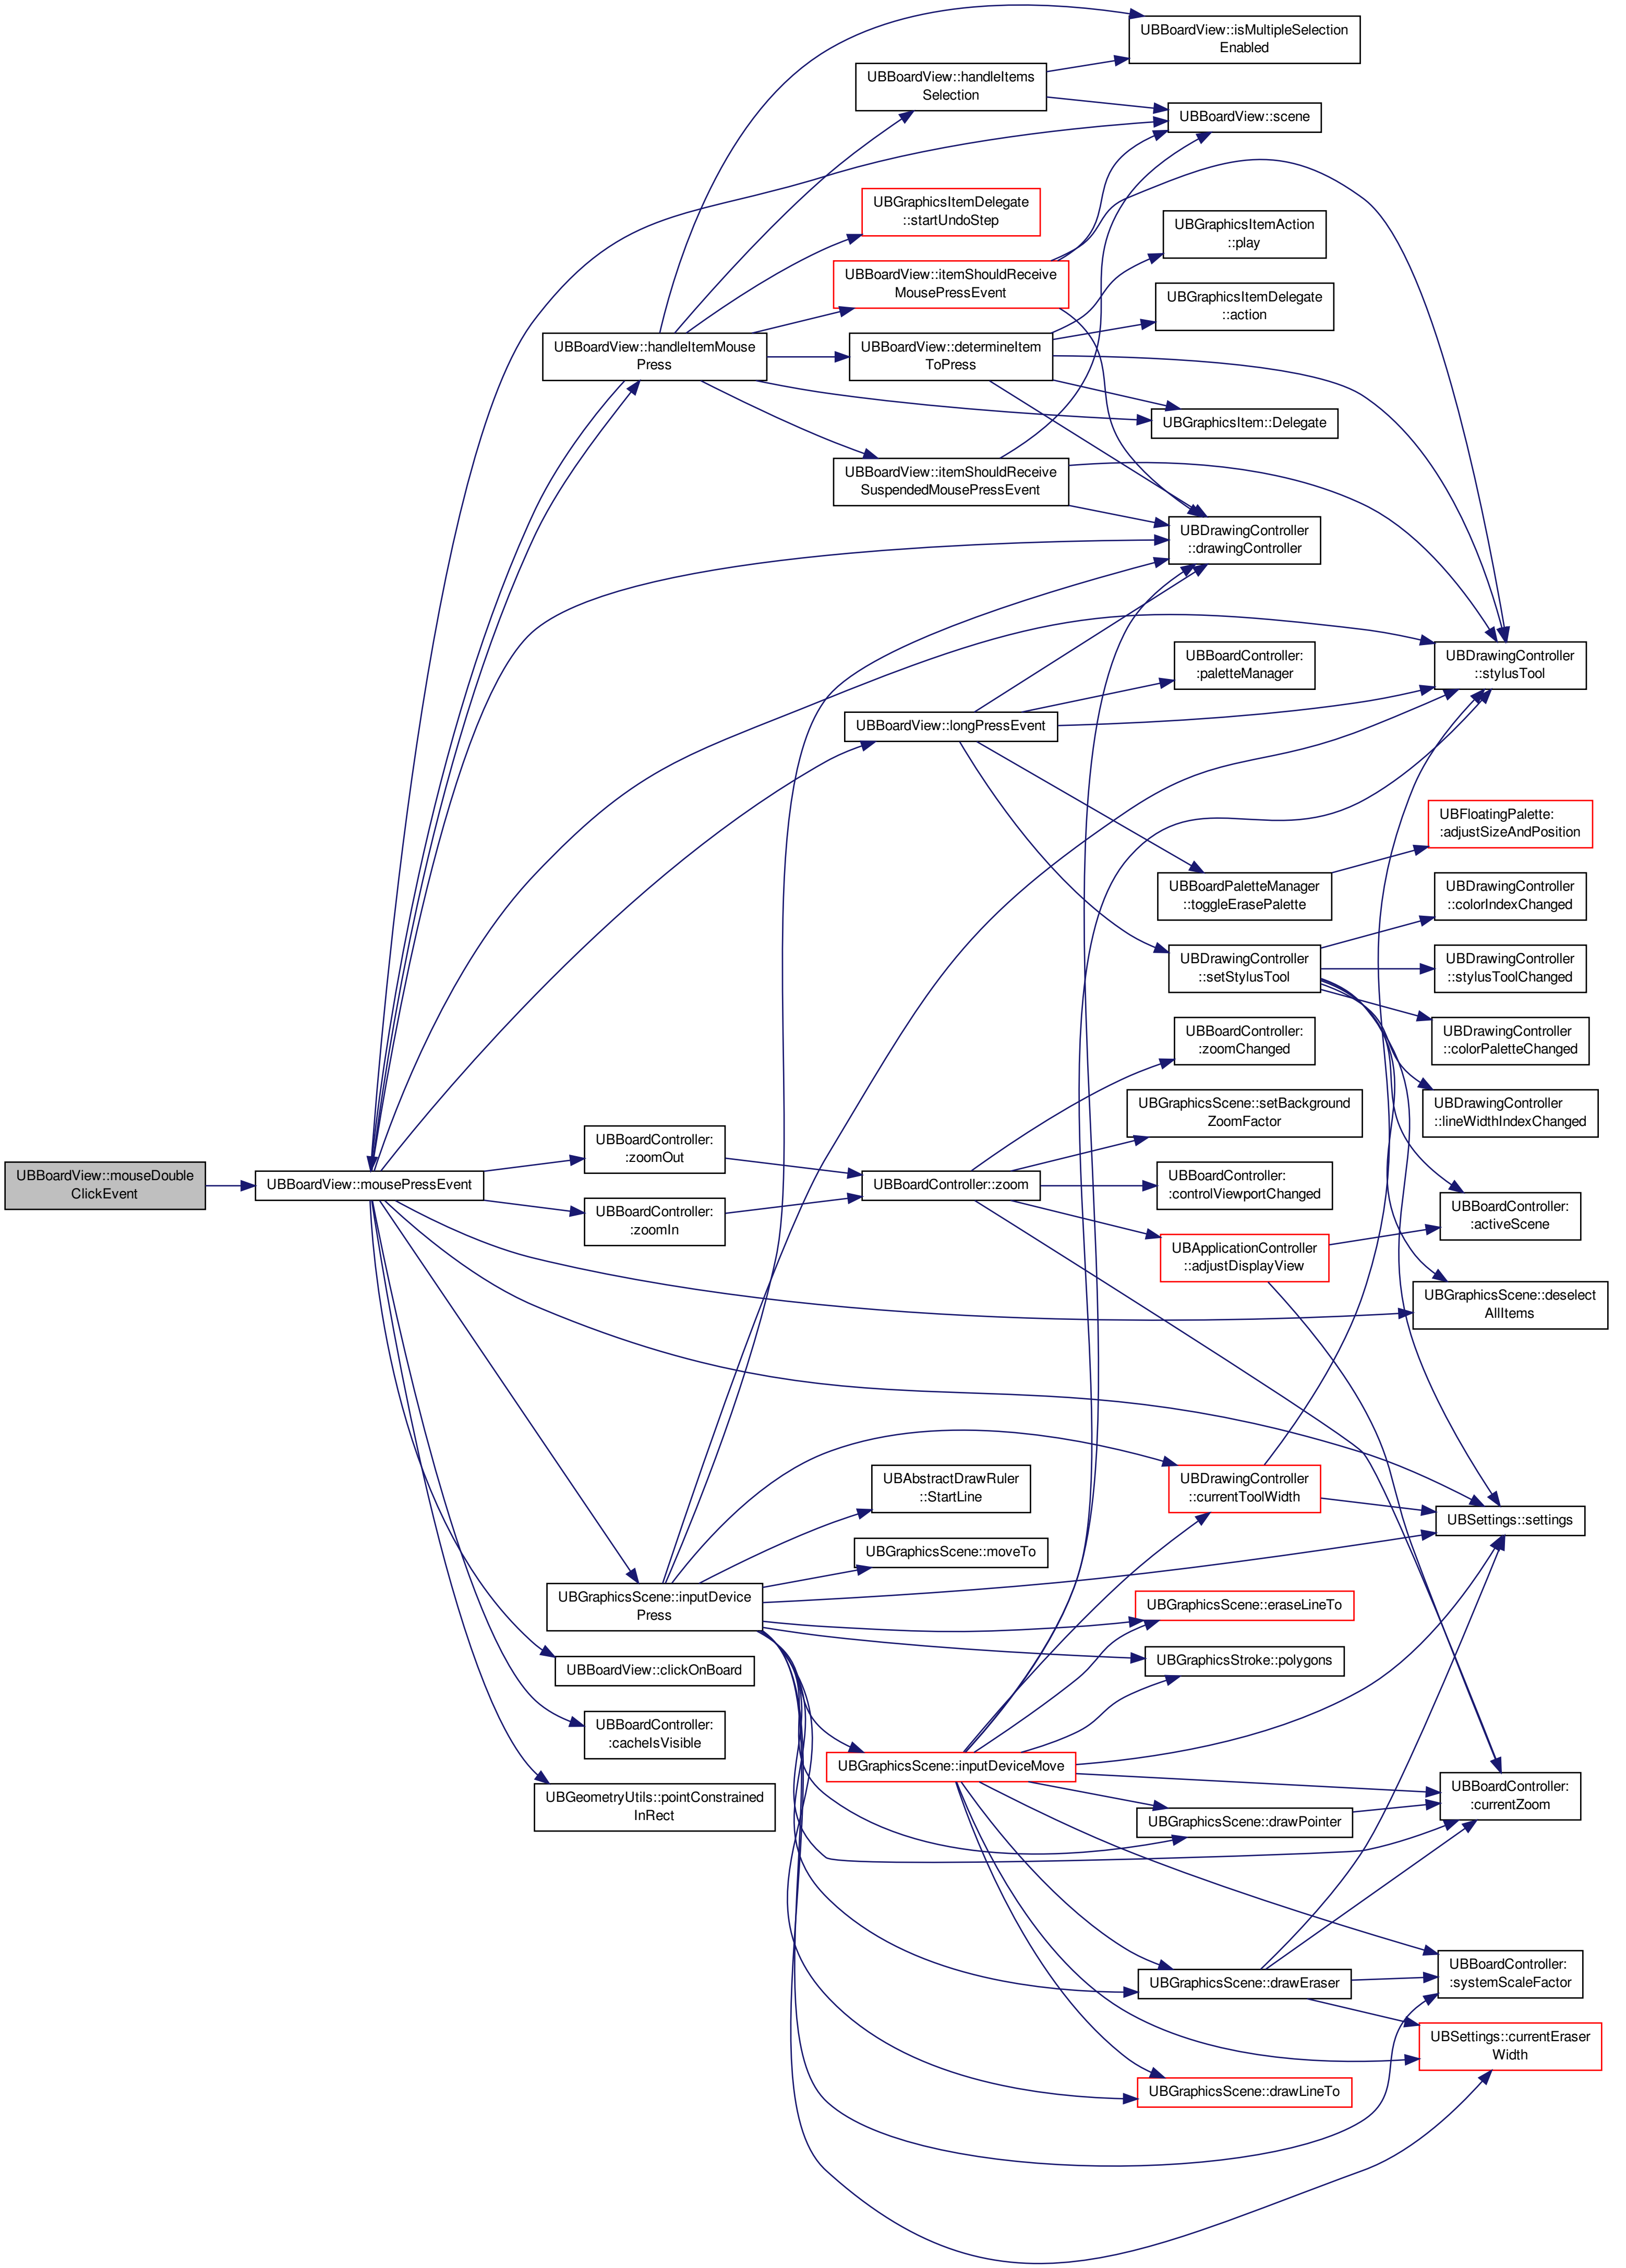 UBBoardView::isMultipleSelection
Enabled
UBBoardView::handleItems
Selection
UBBoardView::scene
UBGraphicsItemDelegate
::startUndoStep
UBGraphicsItemAction
::play
UBBoardView::itemShouldReceive
MousePressEvent
UBGraphicsItemDelegate
::action
UBBoardView::handleItemMouse
Press
UBBoardView::determineItem
ToPress
UBGraphicsItem::Delegate
UBBoardView::itemShouldReceive
SuspendedMousePressEvent
UBDrawingController
::drawingController
UBBoardController:
:paletteManager
UBDrawingController
::stylusTool
UBBoardView::longPressEvent
UBFloatingPalette:
:adjustSizeAndPosition
UBBoardPaletteManager
::toggleErasePalette
UBDrawingController
::colorIndexChanged
UBDrawingController
::setStylusTool
UBDrawingController
::stylusToolChanged
UBBoardController:
:zoomChanged
UBDrawingController
::colorPaletteChanged
UBGraphicsScene::setBackground
ZoomFactor
UBDrawingController
::lineWidthIndexChanged
UBBoardController:
:zoomOut
UBBoardView::mouseDouble
ClickEvent
UBBoardView::mousePressEvent
UBBoardController::zoom
UBBoardController:
:controlViewportChanged
UBBoardController:
:zoomIn
UBBoardController:
:activeScene
UBApplicationController
::adjustDisplayView
UBGraphicsScene::deselect
AllItems
UBAbstractDrawRuler
::StartLine
UBDrawingController
::currentToolWidth
UBSettings::settings
UBGraphicsScene::moveTo
UBGraphicsScene::inputDevice
Press
UBGraphicsScene::eraseLineTo
UBBoardView::clickOnBoard
UBGraphicsStroke::polygons
UBBoardController:
:cacheIsVisible
UBGraphicsScene::inputDeviceMove
UBGeometryUtils::pointConstrained
InRect
UBBoardController:
:currentZoom
UBGraphicsScene::drawPointer
UBGraphicsScene::drawEraser
UBBoardController:
:systemScaleFactor
UBSettings::currentEraser
Width
UBGraphicsScene::drawLineTo